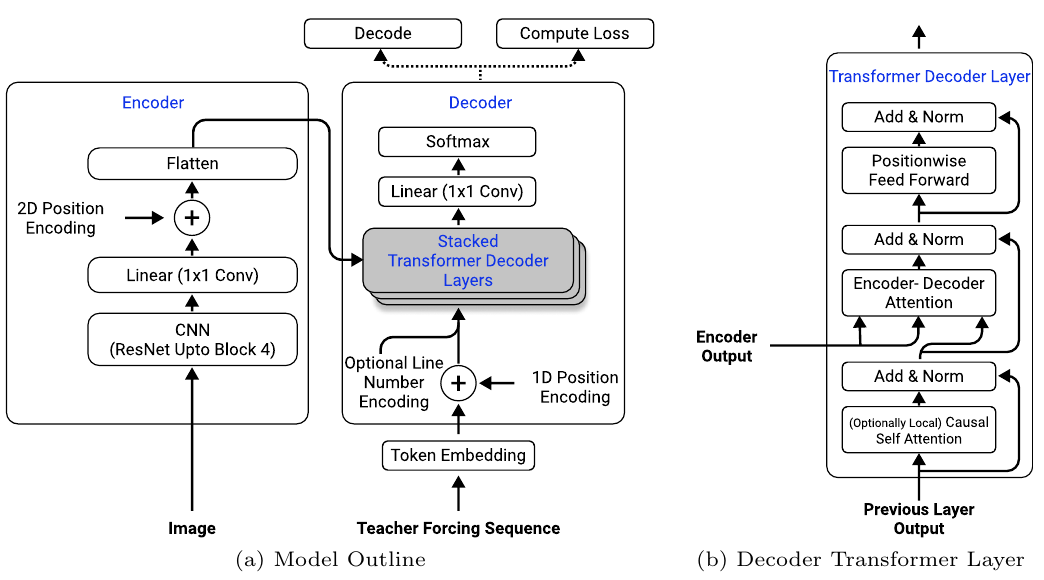 Decode
Compute Loss
Encoder
Flatten
2D Position
Encoding
+
Linear (1x1 Conv)
CNN
(ResNet Upto Block 4)
Image
Decoder
Softmax
Linear (1x1 Conv)
Stacked
Transformer Decoder
Layers
Optional Line
Number
Encoding
+
1D Position
Encoding
Token Embedding
Teacher Forcing Sequence
(a) Model Outline
Transformer Decoder Layer
Add & Norm
Positionwise
Feed Forward
Add & Norm
Encoder- Decoder
Attention
Encoder
Output
Add & Norm
(Optionally Local) Causal
Self Attention
Previous Layer
Output
(b) Decoder Transformer Layer